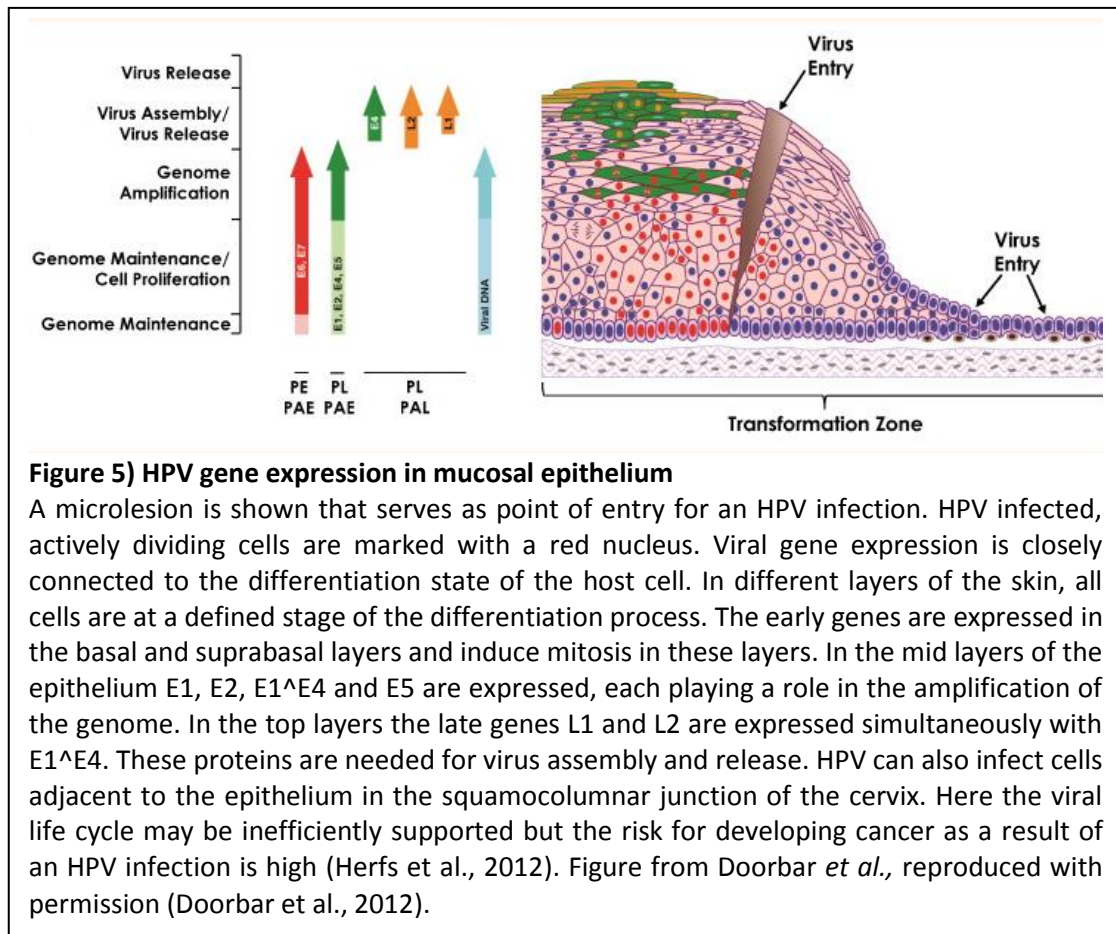 Virus Release
Virus Assembly/
Virus Release
Genome
Amplification
Genome Maintenance/
Cell Proliferation
Genome Maintenance
E6, E7
E1, E2, E4, E5
E4
L2
L1
Viral DNA
PE
PAE
PL
PAE
PL
PAL
Virus
Entry
Virus
Entry
Transformation Zone
Figure 5) HPV gene expression in mucosal epithelium
A microlesion is shown that serves as point of entry for an HPV infection. HPV infected,
actively dividing cells are marked with a red nucleus. Viral gene expression is closely
connected to the differentiation state of the host cell. In different layers of the skin, all
cells are at a defined stage of the differentiation process. The early genes are expressed in
the basal and suprabasal layers and induce mitosis in these layers. In the mid layers of the
epithelium E1, E2, E1^E4 and E5 are expressed, each playing a role in the amplification of
the genome. In the top layers the late genes L1 and L2 are expressed simultaneously with
E1^E4. These proteins are needed for virus assembly and release. HPV can also infect cells
adjacent to the epithelium in the squamocolumnar junction of the cervix. Here the viral
life cycle may be inefficiently supported but the risk for developing cancer as a result of
an HPV infection is high (Herfs et al., 2012). Figure from Doorbar et al., reproduced with
permission (Doorbar et al., 2012).